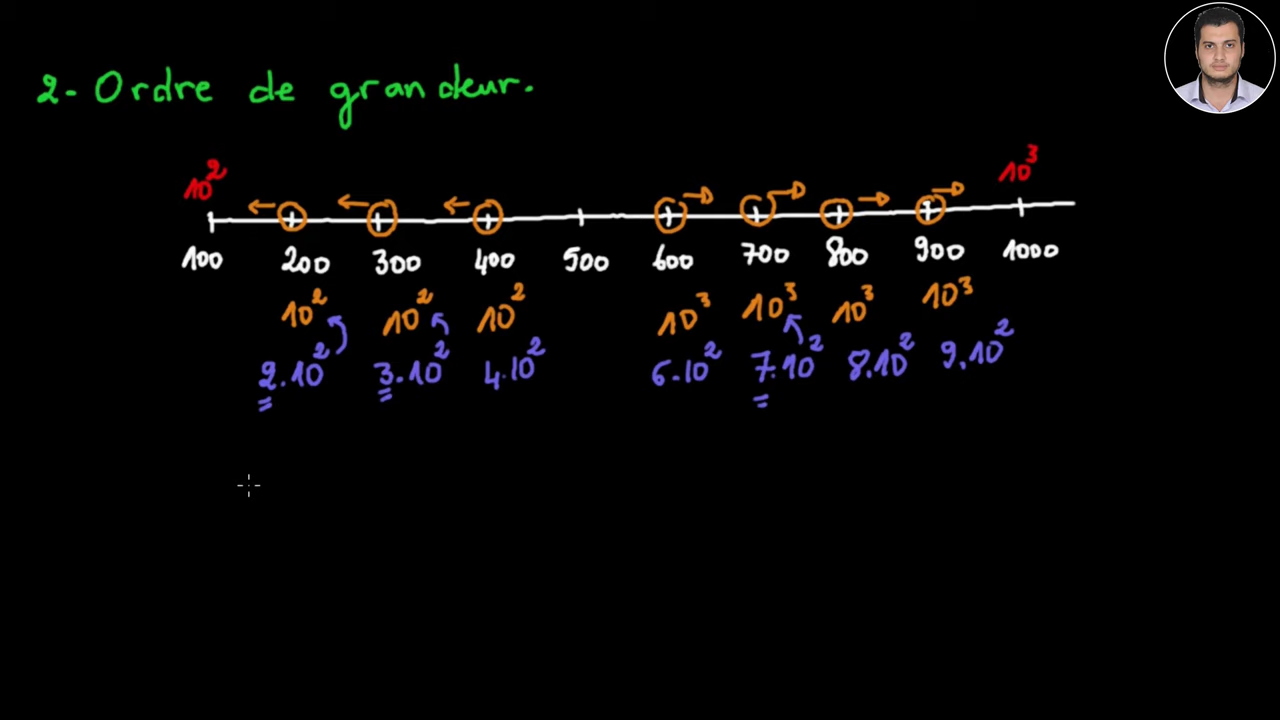 2- Ordre de grandeur.
10² 10³
100 200 300 400 500 600 700 800 900 1000
10² 10² 10² 10³ 10³ 10³ 10³
2.10² 3.10² 4.10² 6.10² 7.10² 8.10² 9.10²